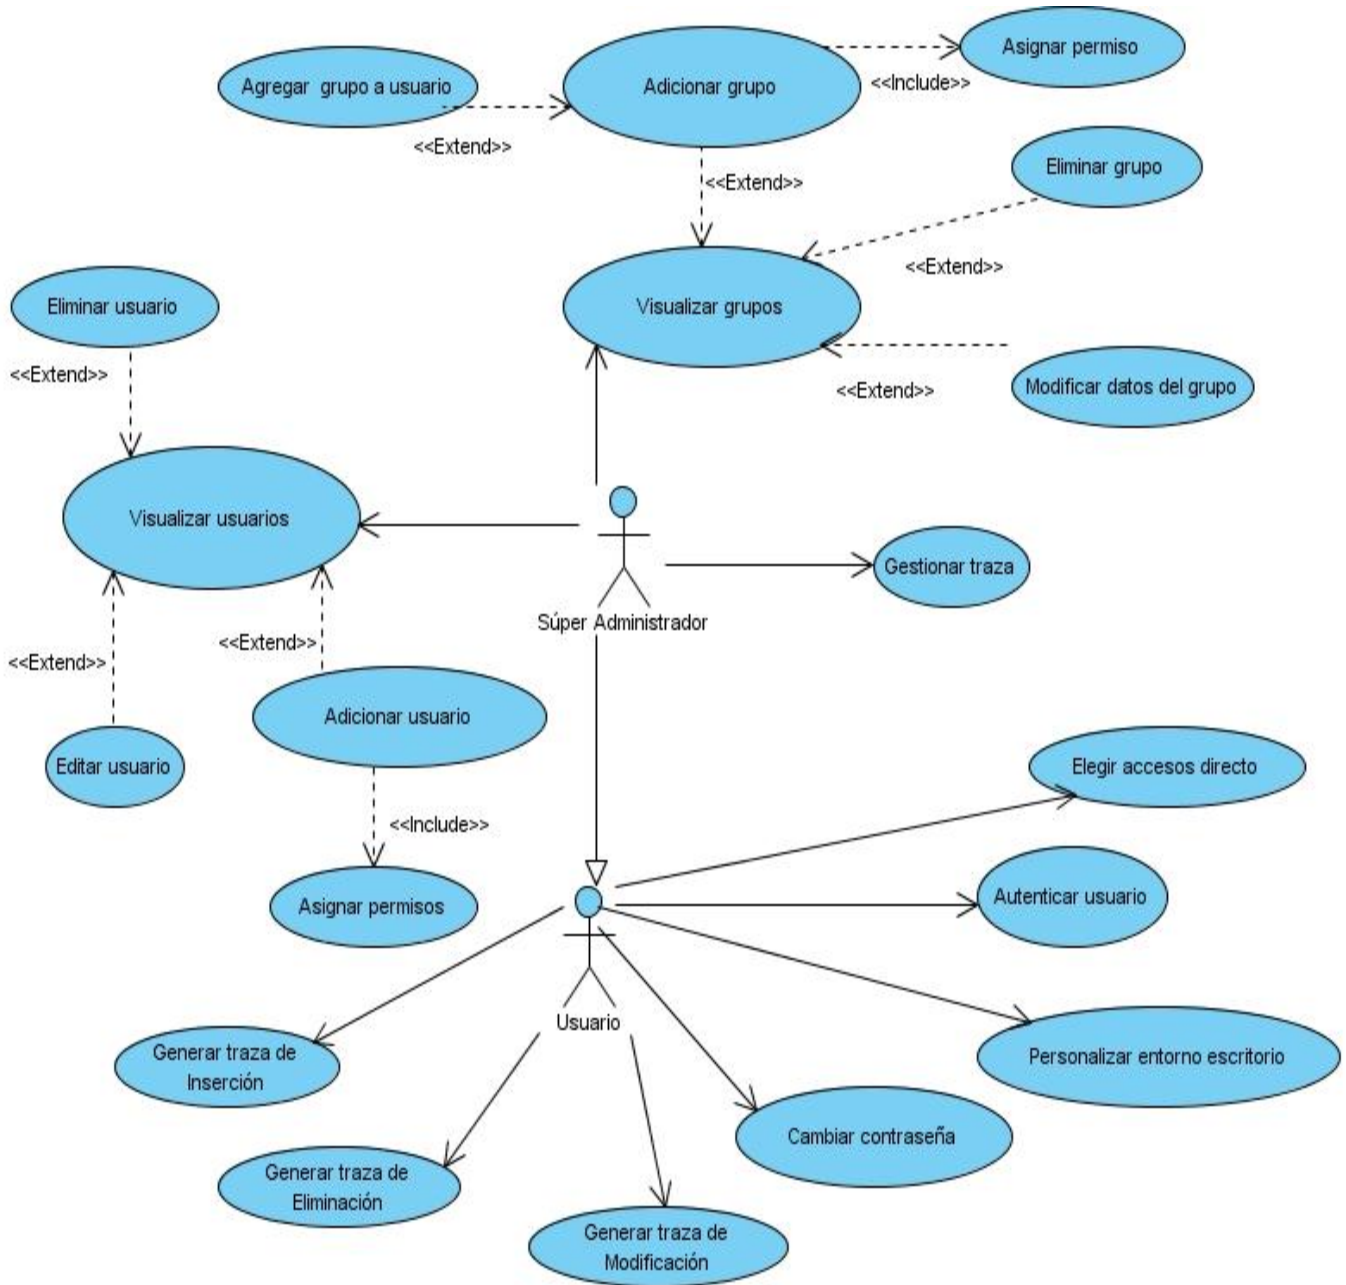 Asignar permiso
Agregar grupo a usuario
Adicionar grupo
<<Include>>
<<Extend>>
<<Extend>>
Eliminar grupo
<<Extend>>
Eliminar usuario
Visualizar grupos
<<Extend>>
Modificar datos del grupo
<<Extend>>
Visualizar usuarios
Gestionar traza
Súper Administrador
<<Extend>>
<<Extend>>
Adicionar usuario
Editar usuario
Elegir accesos directo
<<Include>>
Asignar permisos
Autenticar usuario
Usuario
Generar traza de
Inserción
Personalizar entorno escritorio
Cambiar contraseña
Generar traza de
Eliminación
Generar traza de
Modificación